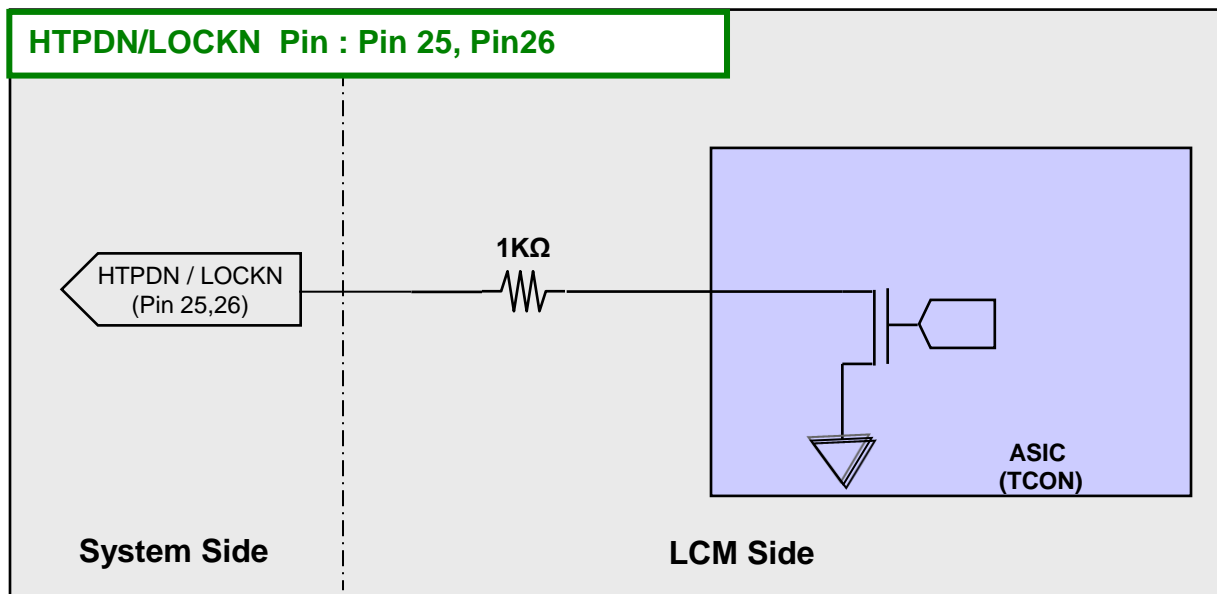 HTPDN/LOCKN Pin : Pin 25, Pin26
1KΩ
HTPDN / LOCKN
(Pin 25,26)
ASIC
(TCON)
System Side
LCM Side